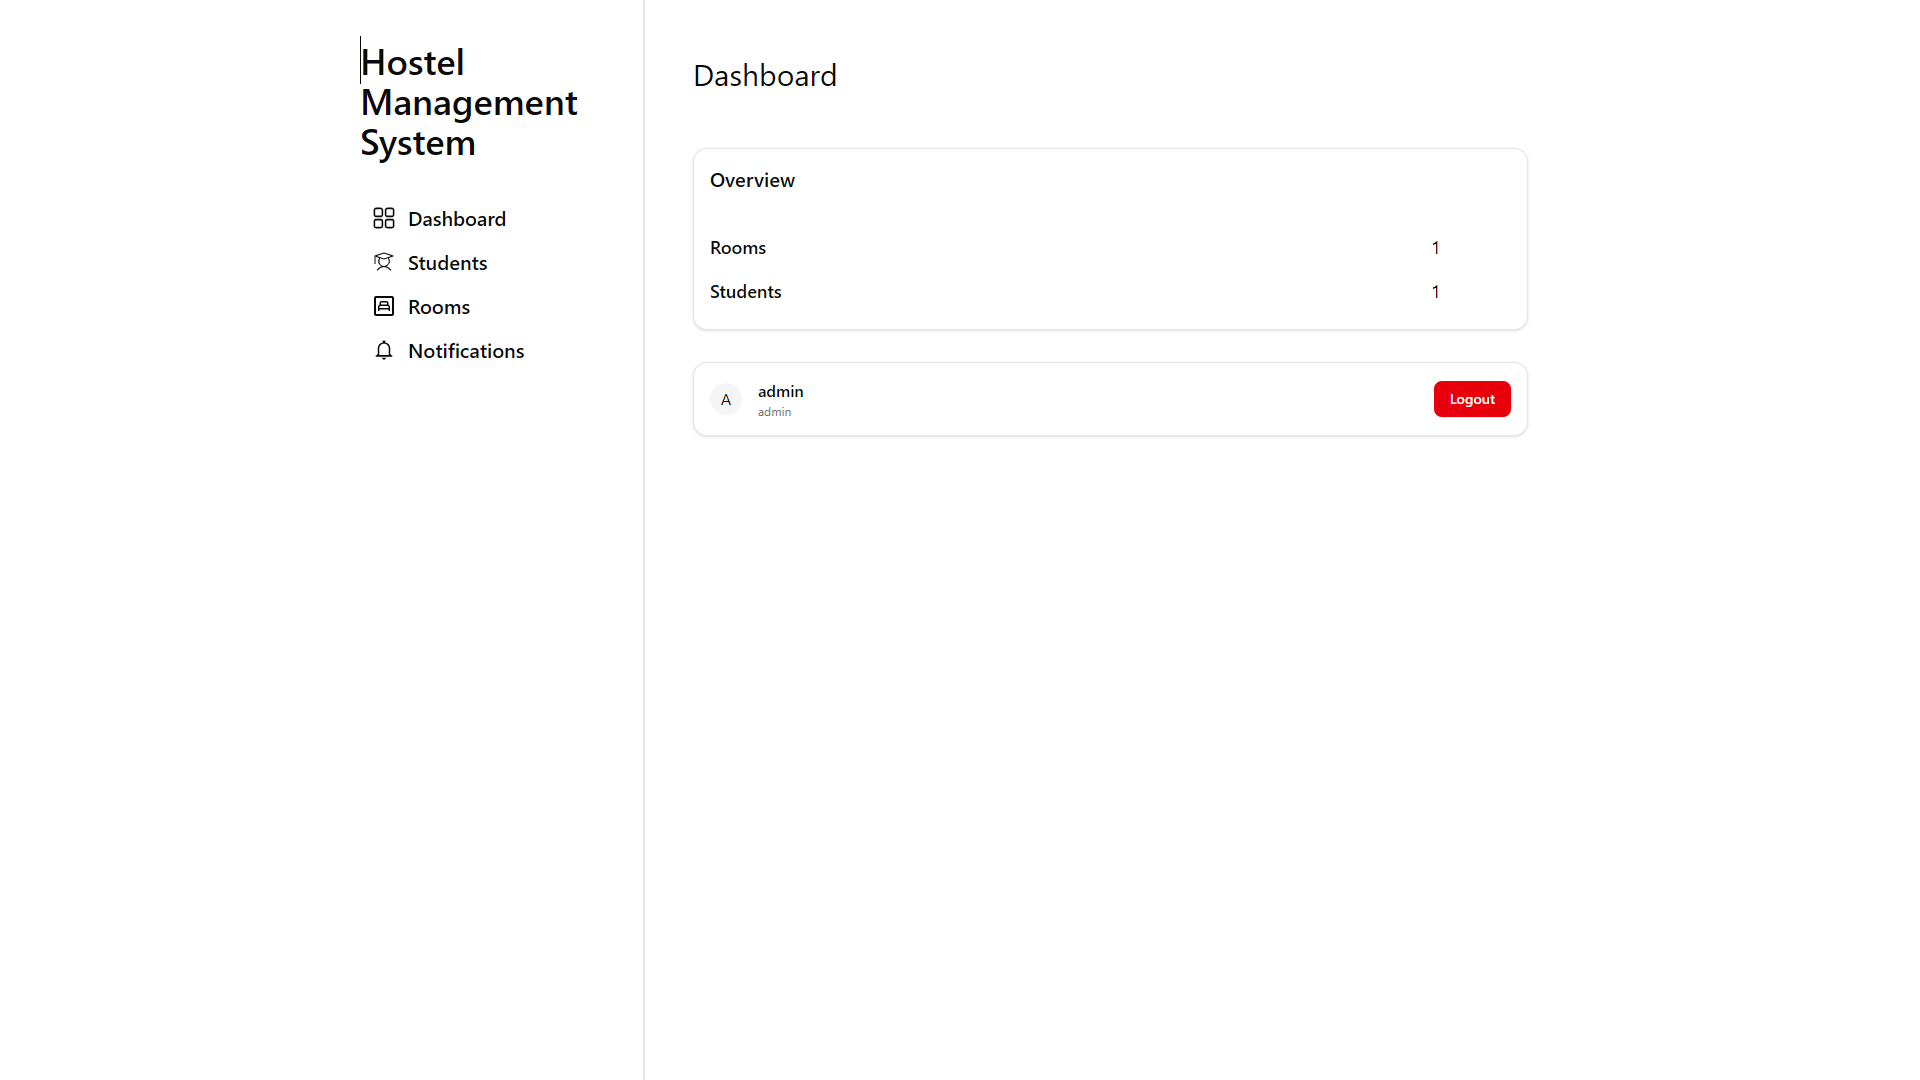 Hostel
Management
System
Dashboard
Students
Rooms
Notifications
Dashboard
Overview
Rooms 1
Students 1
A admin
admin
Logout